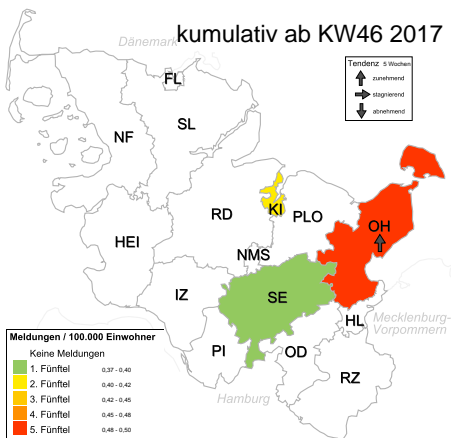 kumulativ ab KW46 2017
Dänemark
Tendenz 5 Wochen
zunehmend
stagnierend
abnehmend
FL
SL
NF
RD
KI
PLO
OH
HEI
NMS
IZ
SE
HL
Mecklenburg-
Vorpommern
PI
OD
RZ
Hamburg
Meldungen / 100.000 Einwohner
Keine Meldungen
1. Fünftel 0,37 - 0,40
2. Fünftel 0,40 - 0,42
3. Fünftel 0,42 - 0,45
4. Fünftel 0,45 - 0,48
5. Fünftel 0,48 - 0,50